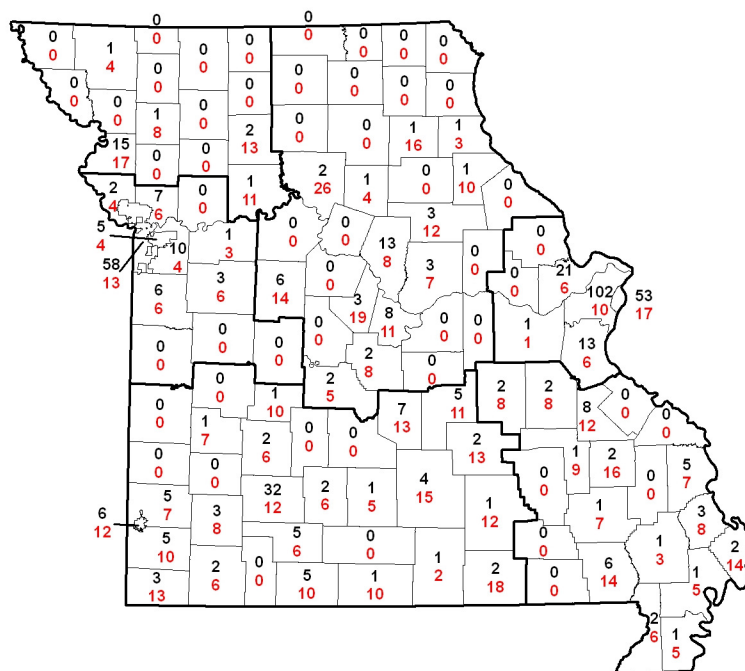 0
0
0 0 0 0 0 0 0 0 0
0 1 0 0 0 0 0 0
0 4 0 0 0 0 0 0
0 0 0 0 0 0 0 0
0 0 0 0 0 0 0 0
0 0 1 0 0 0 1 1
0 0 8 0 0 0 16 3
15 0 0 2 2 1 0 1 0
17 0 0 13 26 4 0 10 0
2 7 0 1 3
4 6 0 11 12
5 10 1 0 0 13 3 0 0
4 4 3 0 0 8 7 0 0
58 6 3 6 0 0 21 102 53
13 6 6 14 0 0 6 10 17
0 0 0 0 3 8 0 0 1 13
0 0 0 0 19 11 0 0 1 6
0 1 2 2 0 2 2 8 0 0
0 10 5 8 0 8 8 12 0 0
0 1 2 0 0 7 5 2
0 7 6 0 0 13 11 13
5 0 32 2 1 4 1 0 1 2 0 5
7 0 12 6 5 15 12 0 9 16 0 7
6 5 3 5 0 1 0 1 1 3 2
12 10 8 6 0 2 0 7 3 8 14
3 2 0 5 1 2 0 6 1
13 6 0 10 10 18 0 14 5
2 1
6 5